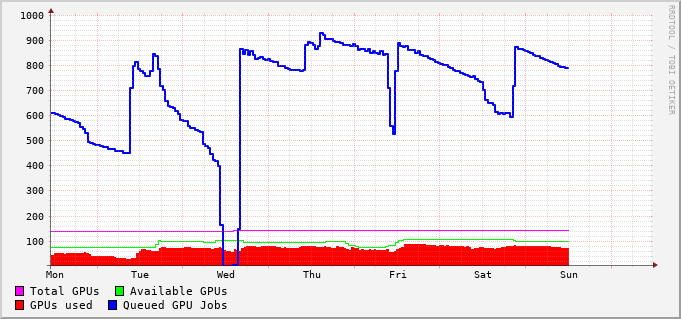 1000
900
800
700
600
500
400
300
200
100
Mon Tue Wed Thu Fri Sat Sun
RRDTOOL / TOBI OETIKER
Total GPUs Available GPUs
GPUs used Queued GPU Jobs